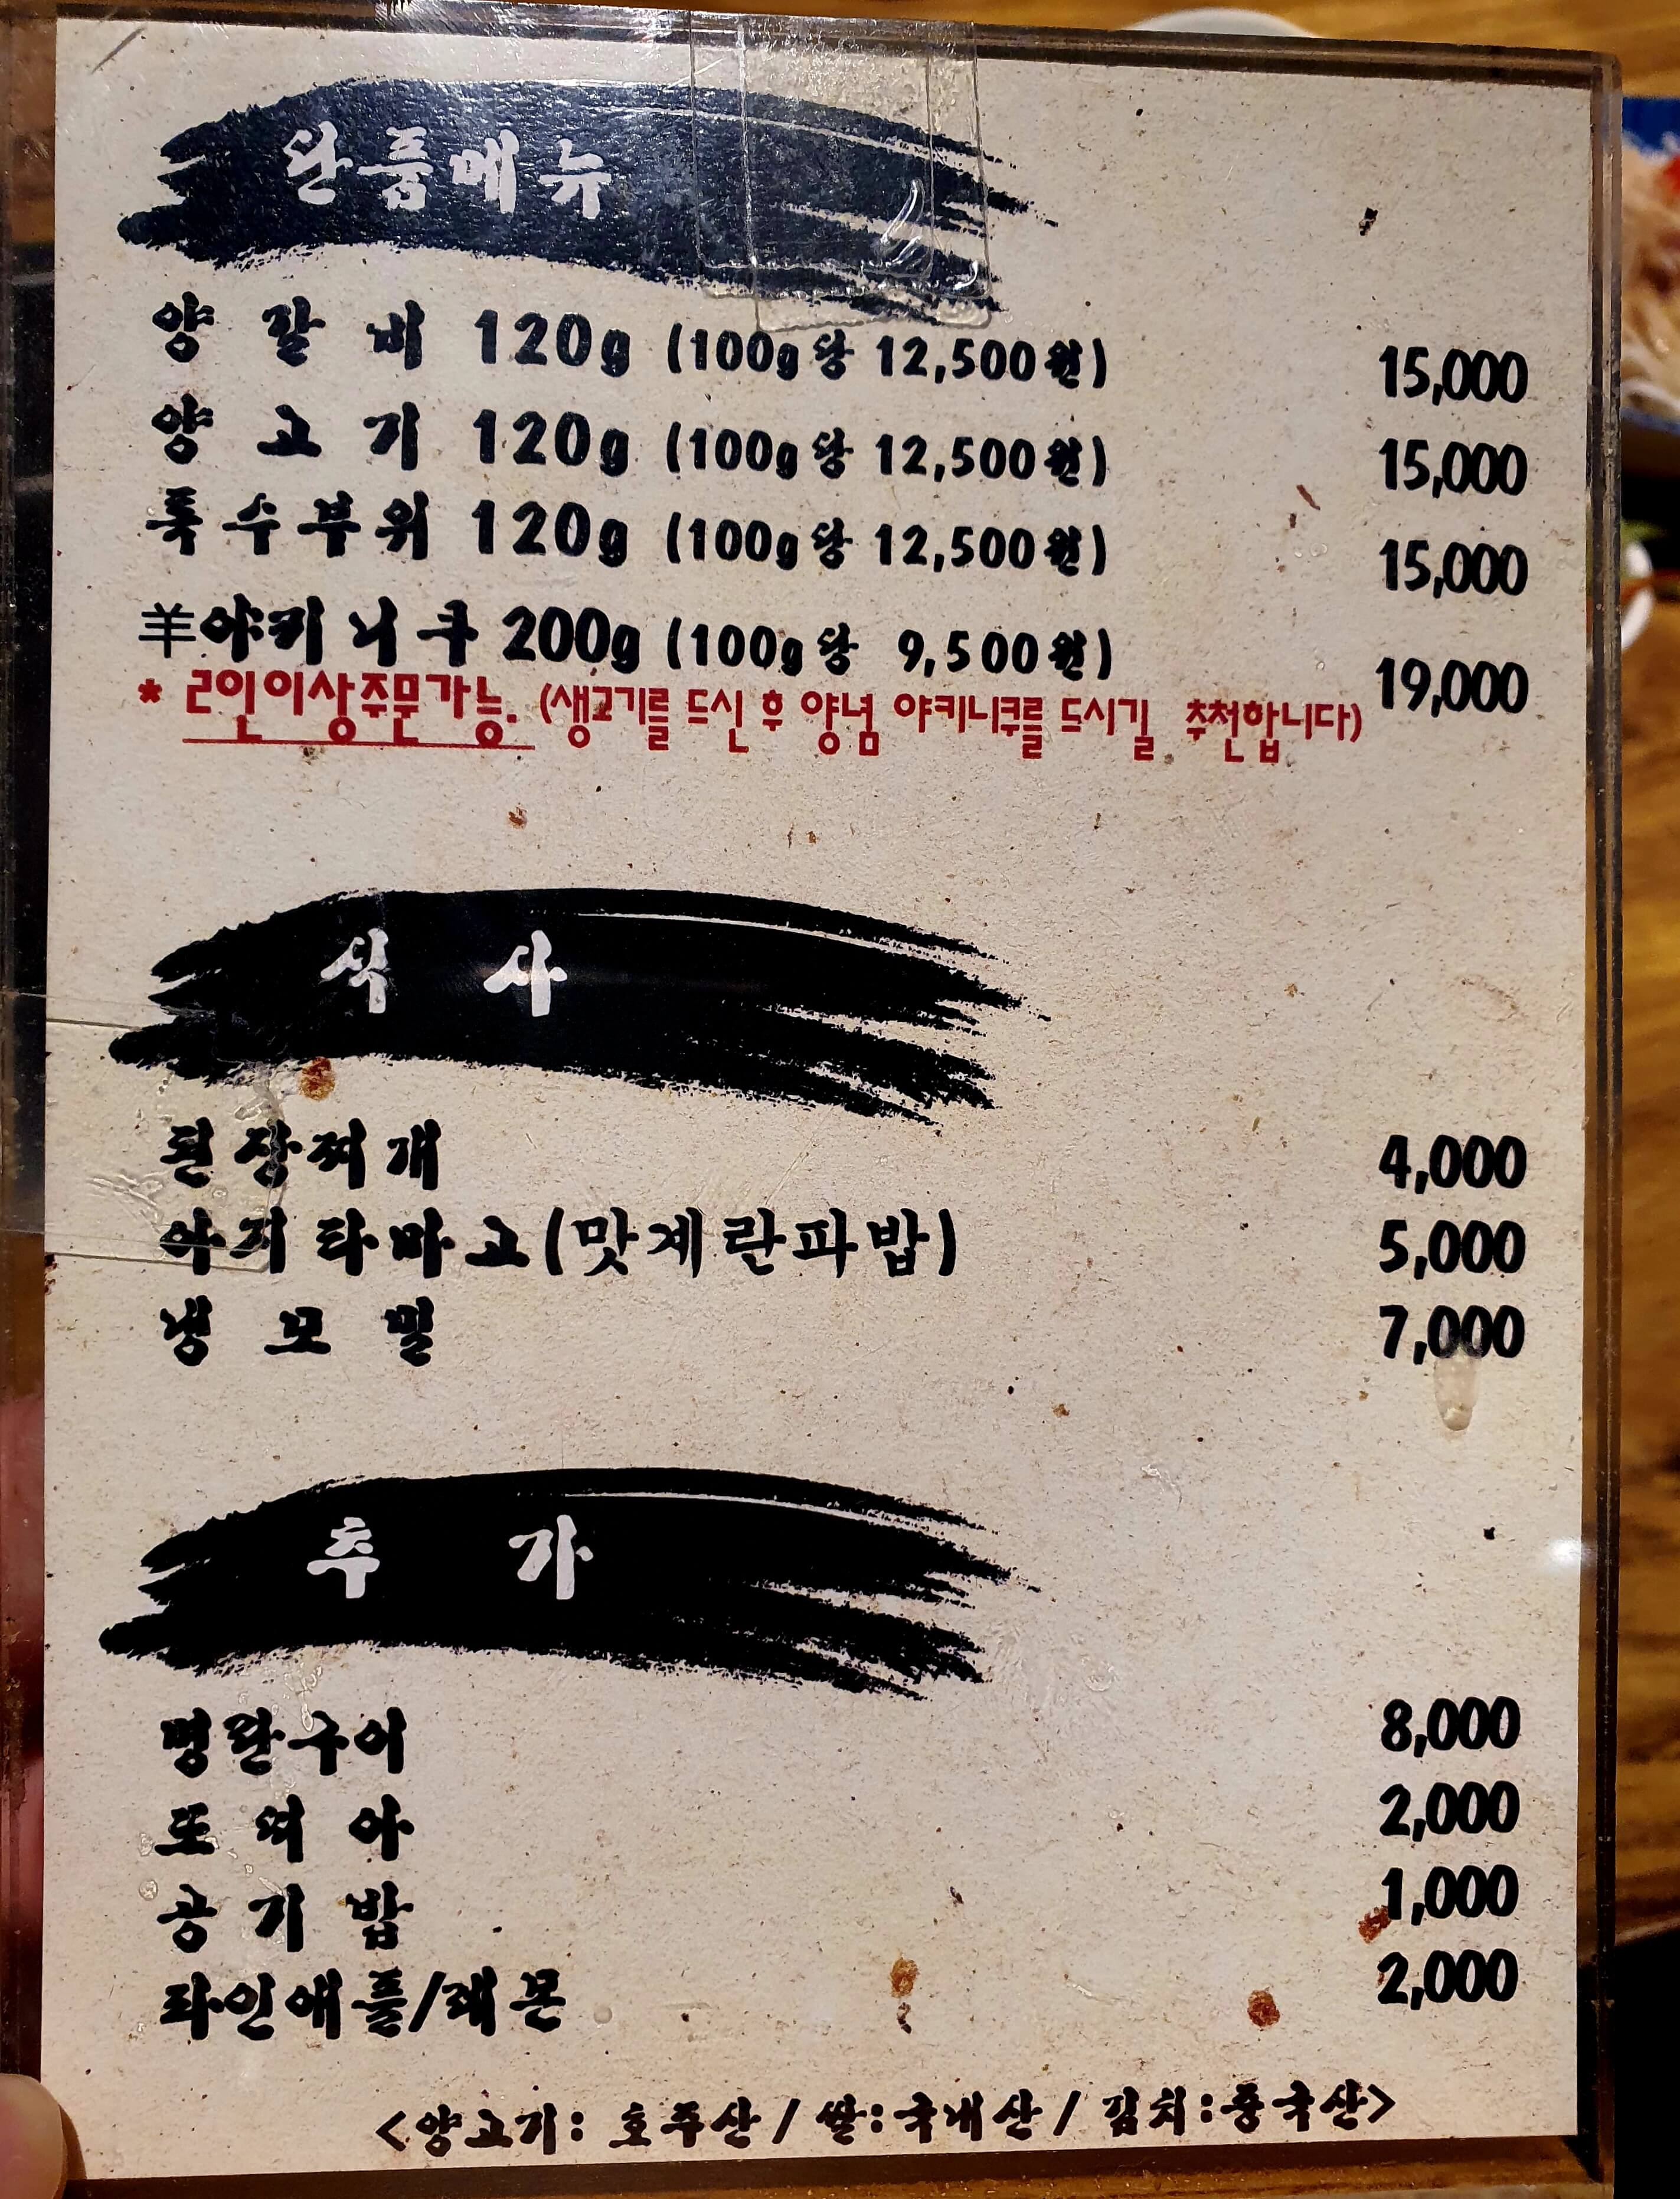 단품메뉴
양갈비 120g (100g당 12,500원) 15,000
양고기 120g (100g당 12,500원) 15,000
특수부위 120g (100g당 12,500원) 15,000
羊야키니쿠 200g (100g당 9,500원) 19,000
* 2인이상주문가능. (생고기를 드신 후 양념 야키니쿠를 드시길 추천합니다)
식사
된장찌개 4,000
아지타마고(맛계란파밥) 5,000
냉모밀 7,000
추가
명란구이 8,000
또띠아 2,000
공기밥 1,000
파인애플/레몬 2,000
<양고기: 호주산 / 쌀:국내산 / 김치:중국산>